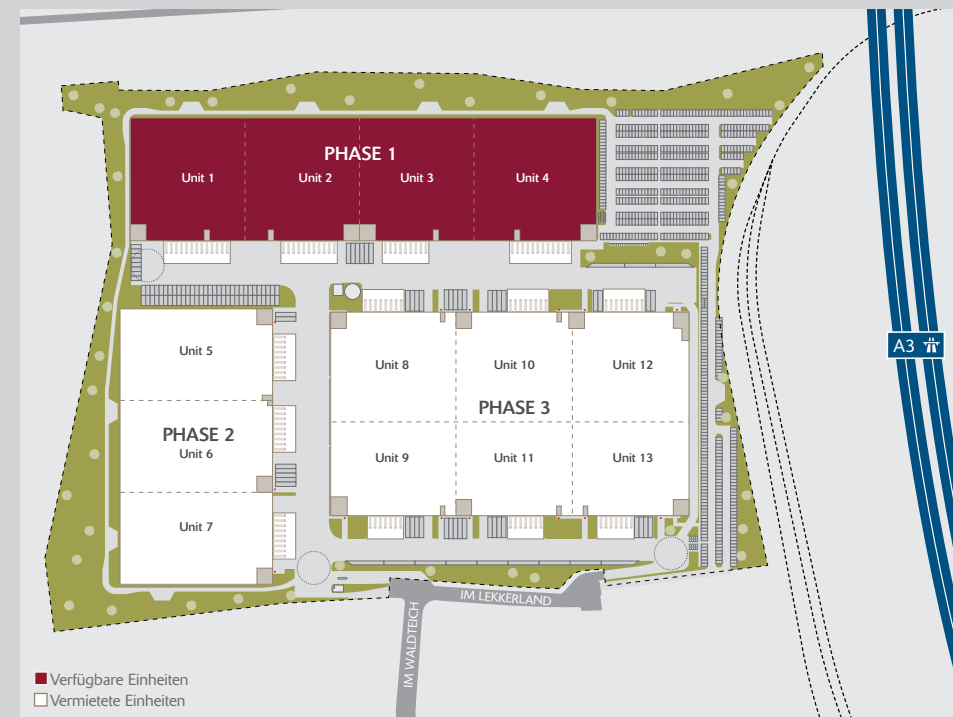 PHASE 1
Unit 1
Unit 2
Unit 3
Unit 4
A3
Unit 5
PHASE 2
Unit 6
Unit 7
Unit 8
Unit 10
Unit 12
PHASE 3
Unit 9
Unit 11
Unit 13
IM LEKKERLAND
IM WALDTEICH
Verfügbare Einheiten
Vermietete Einheiten